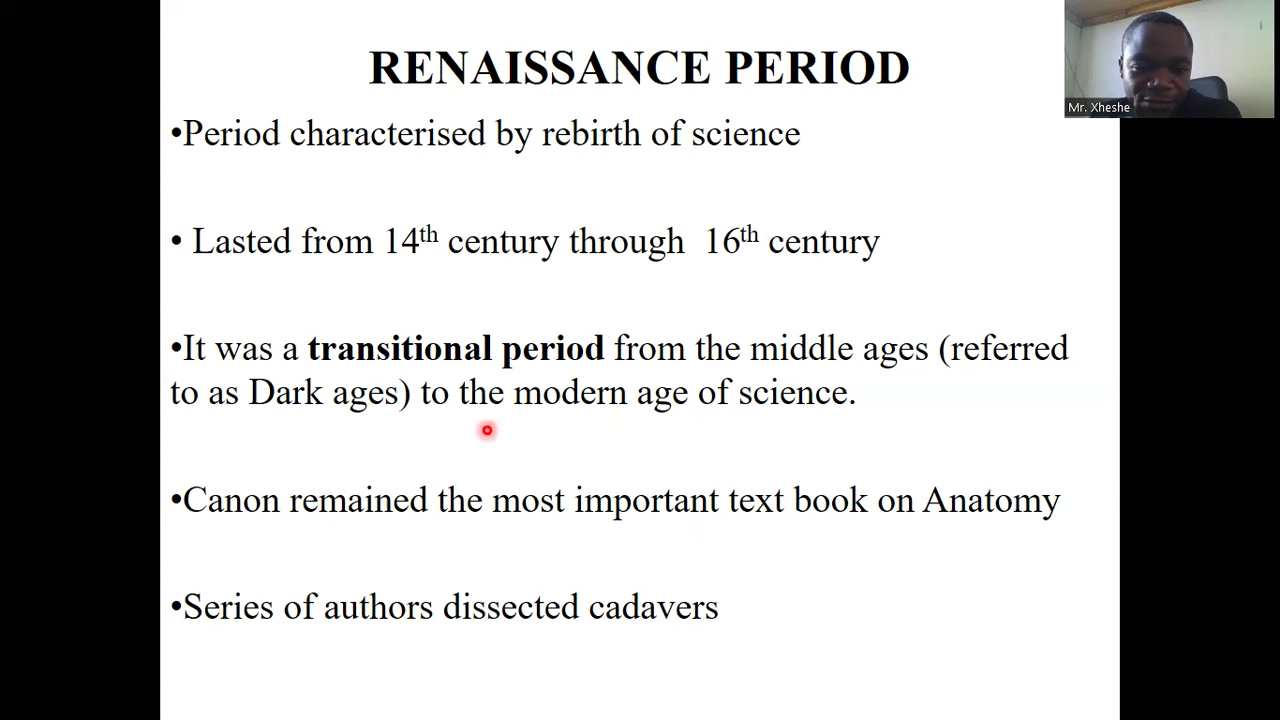 RENAISSANCE PERIOD
Mr. Xheshe
•Period characterised by rebirth of science
• Lasted from 14th century through 16th century
•It was a transitional period from the middle ages (referred
to as Dark ages) to the modern age of science.
•Canon remained the most important text book on Anatomy
•Series of authors dissected cadavers